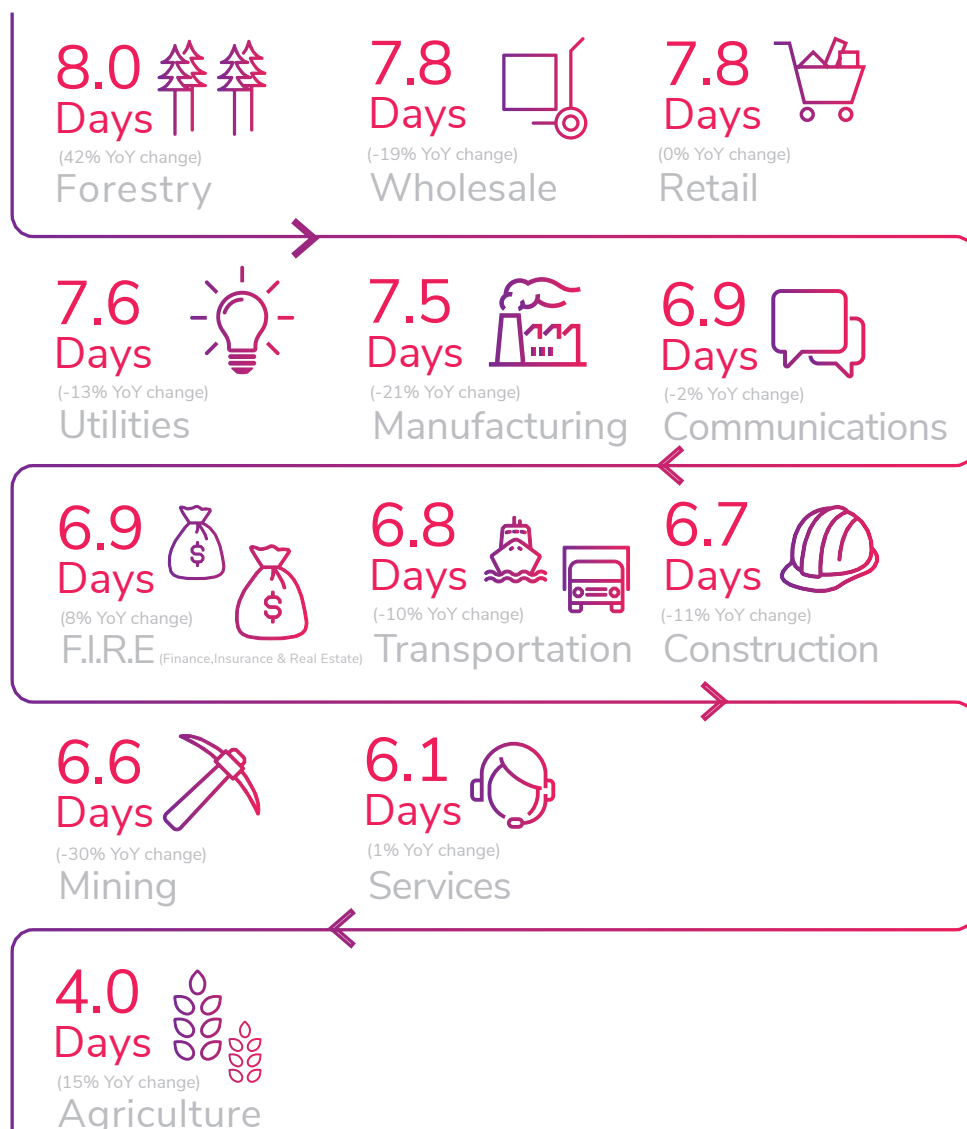 8.0
Days
(42% YoY change)
Forestry
7.8
Days
(-19% YoY change)
Wholesale
7.8
Days
(0% YoY change)
Retail
7.6
Days
(-13% YoY change)
Utilities
7.5
Days
(-21% YoY change)
Manufacturing
6.9
Days
(-2% YoY change)
Communications
6.9
Days
(8% YoY change)
F.I.R.E (Finance,Insurance & Real Estate)
6.8
Days
(-10% YoY change)
Transportation
6.7
Days
(-11% YoY change)
Construction
6.6
Days
(-30% YoY change)
Mining
6.1
Days
(1% YoY change)
Services
4.0
Days
(15% YoY change)
Agriculture